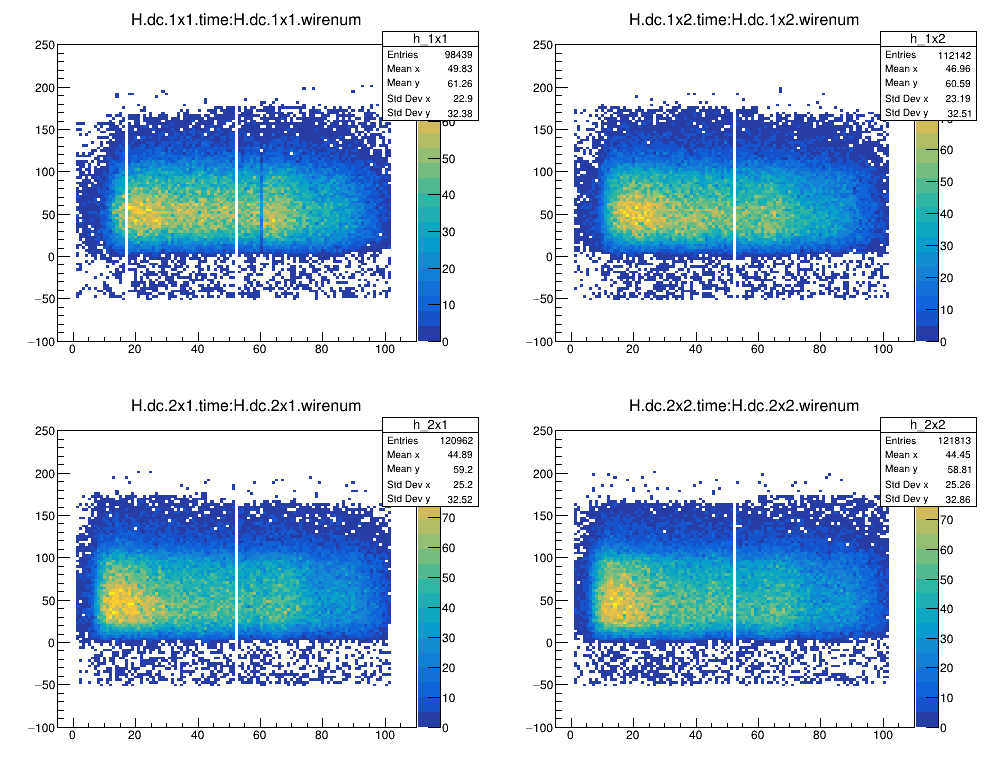 H.dc.1x1.time:H.dc.1x1.wirenum
h_1x1
Entries 98439
Mean x 49.83
Mean y 61.26
Std Dev x 22.9
Std Dev y 32.38
250
200
150
100
50
0
−50
−100
0 20 40 60 80 100
60
50
40
30
20
10
0
H.dc.1x2.time:H.dc.1x2.wirenum
h_1x2
Entries 112142
Mean x 46.96
Mean y 60.59
Std Dev x 23.19
Std Dev y 32.51
250
200
150
100
50
0
−50
−100
0 20 40 60 80 100
60
50
40
30
20
10
0
H.dc.2x1.time:H.dc.2x1.wirenum
h_2x1
Entries 120962
Mean x 44.89
Mean y 59.2
Std Dev x 25.2
Std Dev y 32.52
250
200
150
100
50
0
−50
−100
0 20 40 60 80 100
70
60
50
40
30
20
10
0
H.dc.2x2.time:H.dc.2x2.wirenum
h_2x2
Entries 121813
Mean x 44.45
Mean y 58.81
Std Dev x 25.26
Std Dev y 32.86
250
200
150
100
50
0
−50
−100
0 20 40 60 80 100
70
60
50
40
30
20
10
0